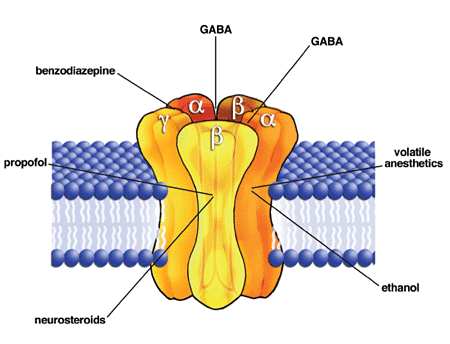 GABA
GABA
benzodiazepine
α
β
γ
β
α
propofol
volatile
anesthetics
ethanol
neurosteroids